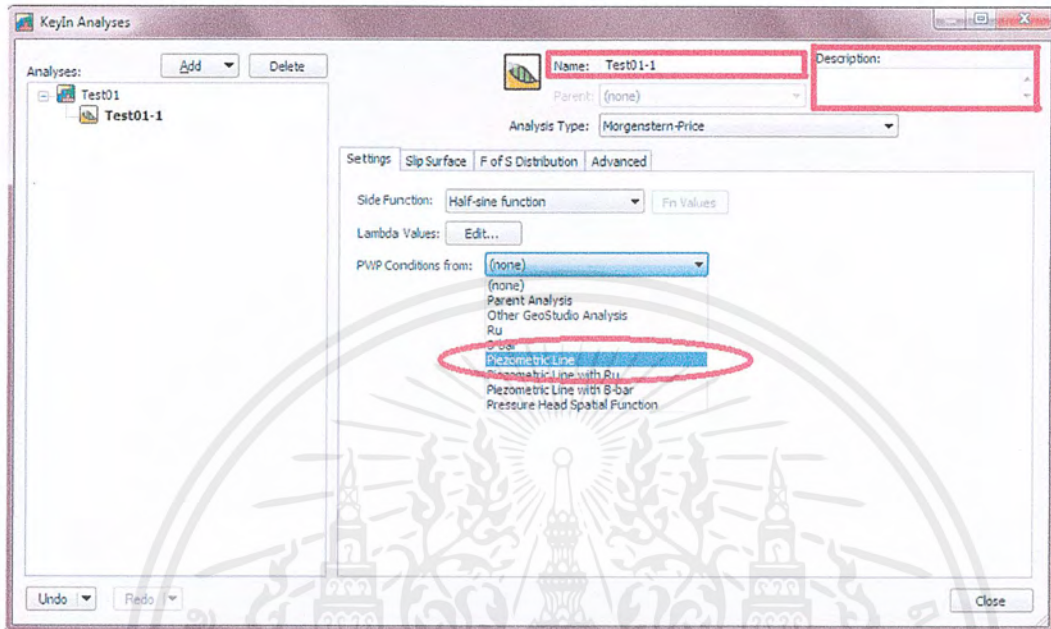 KeyIn Analyses
Analyses:
Add
Delete
Test01
Test01-1
Name: Test01-1
Parent: (none)
Description:
Analysis Type: Morgenstern-Price
Settings
Slip Surface
F of S Distribution
Advanced
Side Function: Half-sine function
Fn Values
Lambda Values: Edit...
PWP Conditions from: (none)
(none)
Parent Analysis
Other GeoStudio Analysis
Ru
B-bar
Piezometric Line
Piezometric Line with Ru
Piezometric Line with B-bar
Pressure Head Spatial Function
Undo
Redo
Close